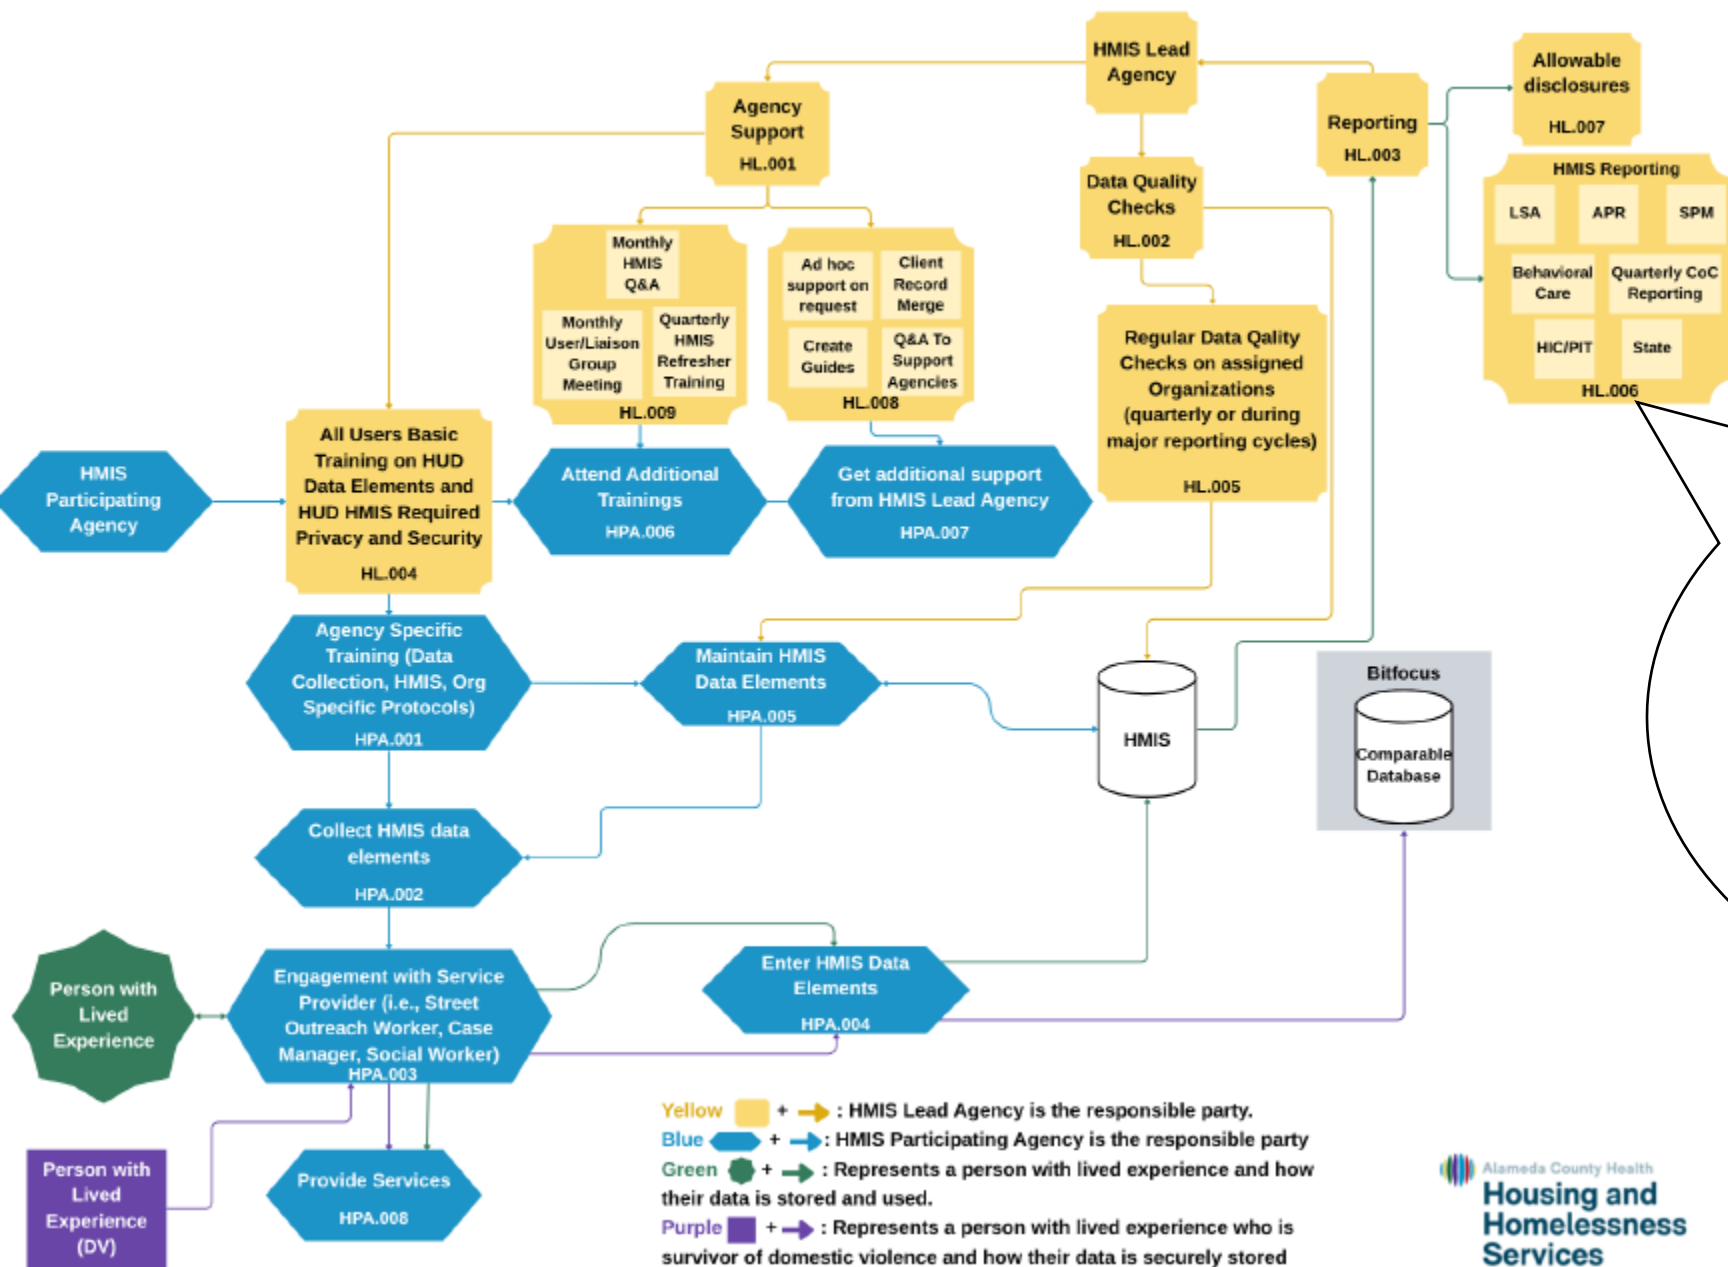 HMIS Lead
Agency
Allowable
disclosures
HL.007
Agency
Support
HL.001
Reporting
HL.003
Data Quality
Checks
HL.002
HMIS Reporting
LSA
APR
SPM
Behavioral
Care
Quarterly CoC
Reporting
HIC/PIT
State
HL.006
Monthly
HMIS
Q&A
Monthly
User/Liaison
Group
Meeting
Quarterly
HMIS
Refresher
Training
HL.009
Ad hoc
support on
request
Client
Record
Merge
Create
Guides
Q&A To
Support
Agencies
HL.008
Regular Data Qality
Checks on assigned
Organizations
(quarterly or during
major reporting cycles)
HL.005
HMIS
Participating
Agency
All Users Basic
Training on HUD
Data Elements and
HUD HMIS Required
Privacy and Security
HL.004
Attend Additional
Trainings
HPA.006
Get additional support
from HMIS Lead Agency
HPA.007
Agency Specific
Training (Data
Collection, HMIS, Org
Specific Protocols)
HPA.001
Maintain HMIS
Data Elements
HPA.005
HMIS
Bitfocus
Comparable
Database
Collect HMIS data
elements
HPA.002
Person with
Lived
Experience
Engagement with Service
Provider (i.e., Street
Outreach Worker, Case
Manager, Social Worker)
HPA.003
Enter HMIS Data
Elements
HPA.004
Person with
Lived
Experience
(DV)
Provide Services
HPA.008
Yellow + : HMIS Lead Agency is the responsible party.
Blue + : HMIS Participating Agency is the responsible party
Green + : Represents a person with lived experience and how
their data is stored and used.
Purple + : Represents a person with lived experience who is
survivor of domestic violence and how their data is securely stored
Alameda County Health
Housing and
Homelessness
Services